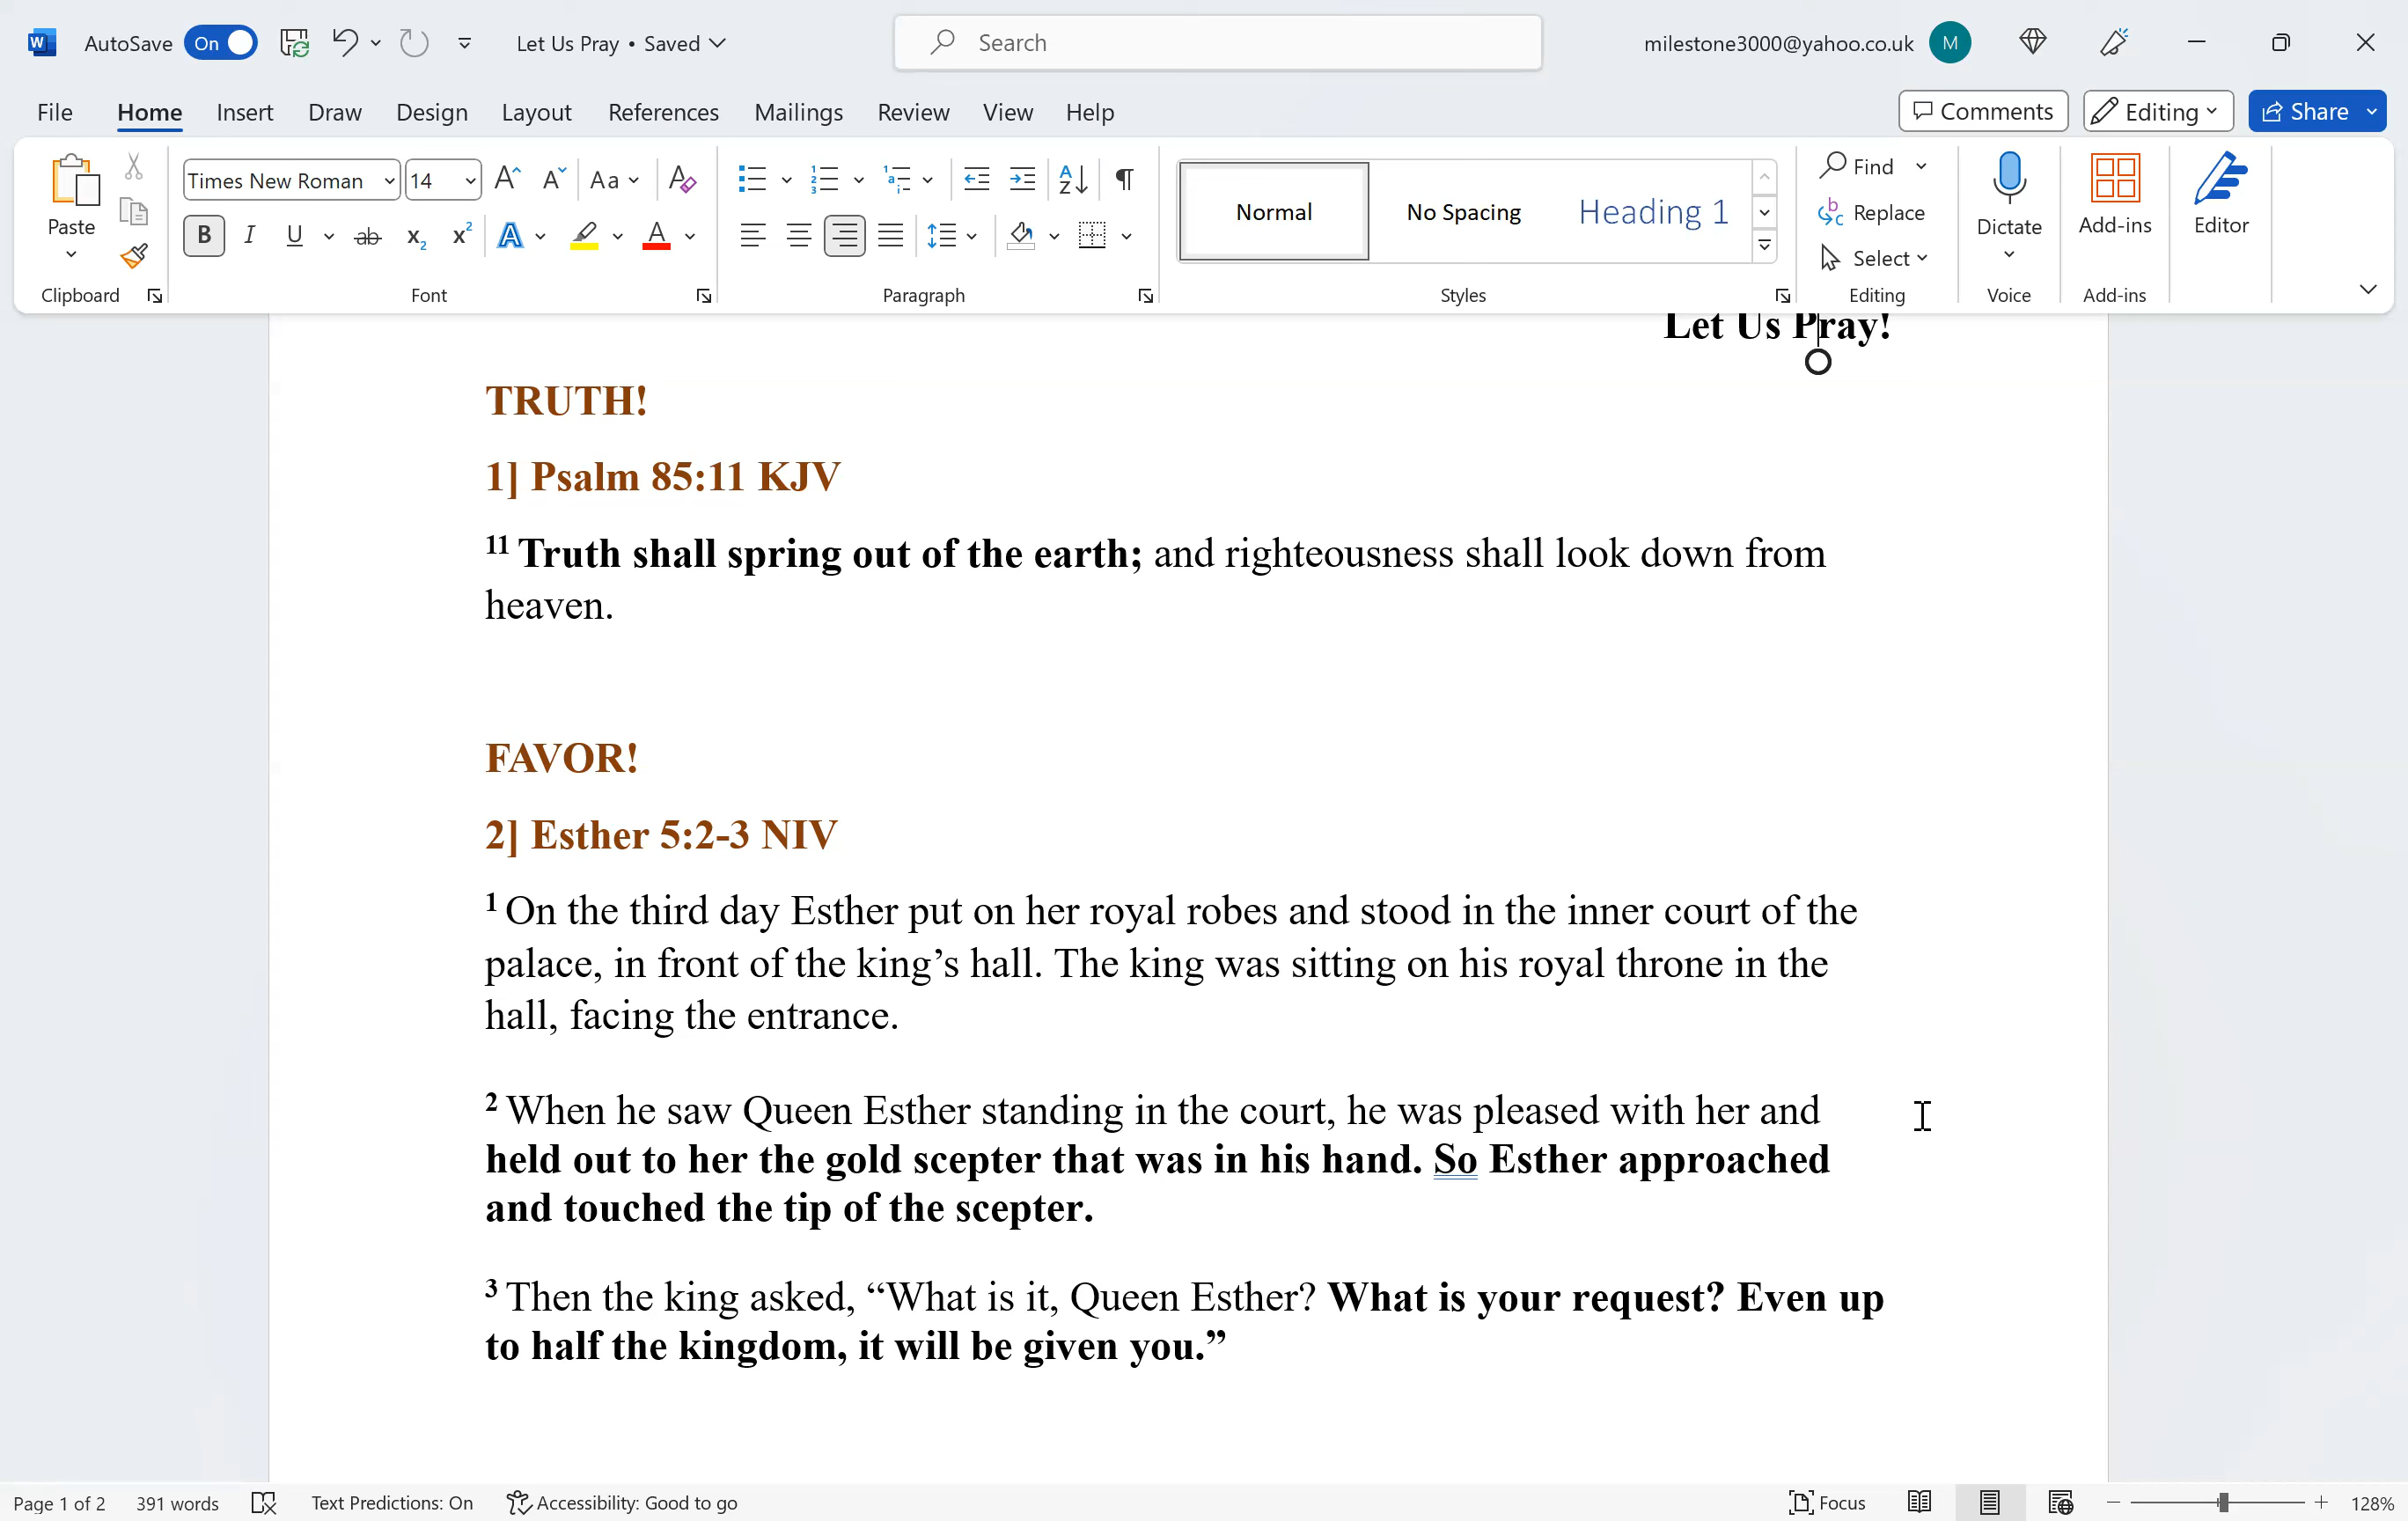 AutoSave On Let Us Pray • Saved Search milestone3000@yahoo.co.uk M
File Home Insert Draw Design Layout References Mailings Review View Help Comments Editing Share
Paste Times New Roman 14 Normal No Spacing Heading 1 Find Replace Select Dictate Add-ins Editor
Clipboard Font Paragraph Styles Editing Voice Add-ins
Let Us Pray!
TRUTH!
1] Psalm 85:11 KJV
11 Truth shall spring out of the earth; and righteousness shall look down from
heaven.
FAVOR!
2] Esther 5:2-3 NIV
1 On the third day Esther put on her royal robes and stood in the inner court of the
palace, in front of the king’s hall. The king was sitting on his royal throne in the
hall, facing the entrance.
2 When he saw Queen Esther standing in the court, he was pleased with her and
held out to her the gold scepter that was in his hand. So Esther approached
and touched the tip of the scepter.
3 Then the king asked, “What is it, Queen Esther? What is your request? Even up
to half the kingdom, it will be given you.”
Page 1 of 2 391 words Text Predictions: On Accessibility: Good to go Focus 128%